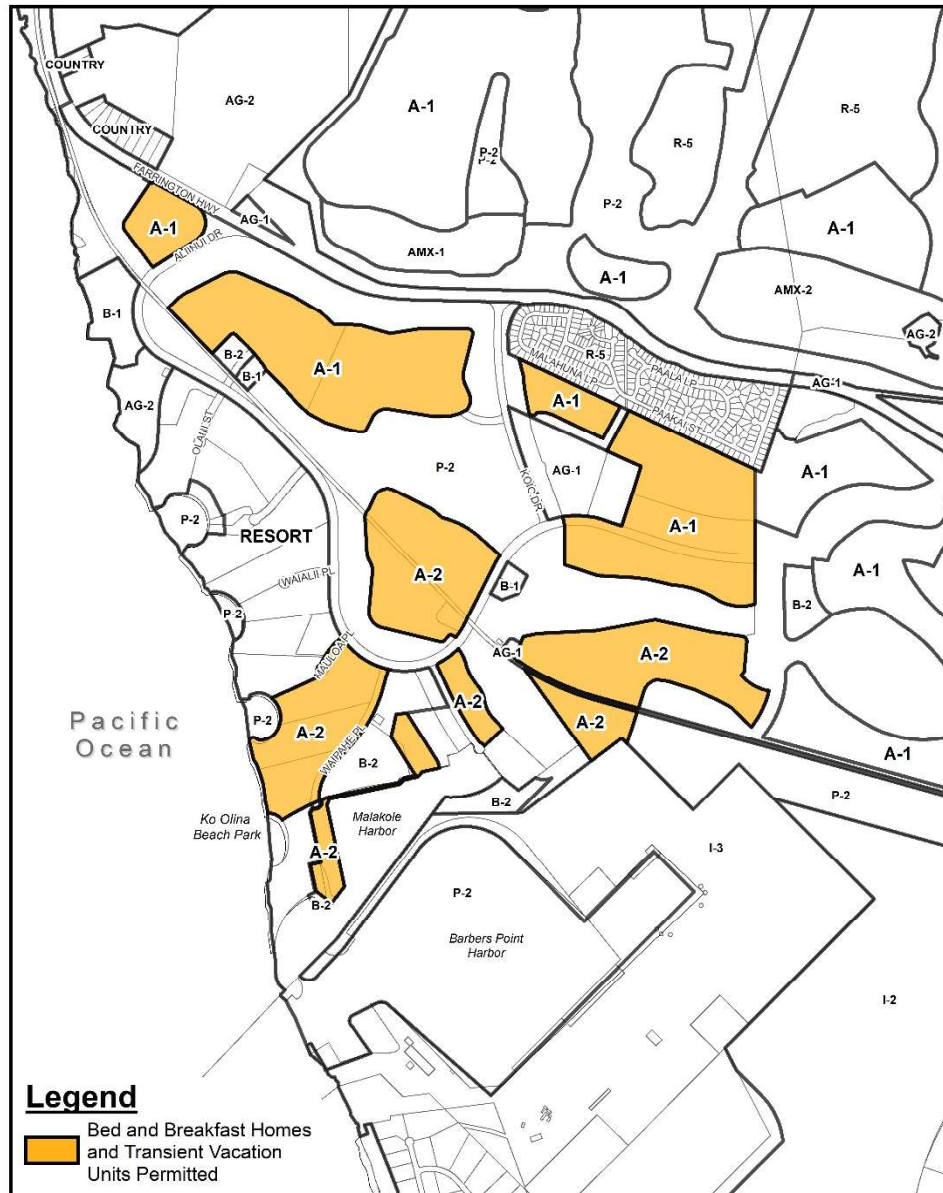 COUNTRY
COUNTRY
AG-2
A-1
P-2
P-2
R-5
R-5
P-2
FARRINGTON HWY
A-1
AG-1
ALIINUI DR
AMX-1
A-1
A-1
AMX-2
AG-2
B-1
B-2
B-1
A-1
R-5
MALAHUNA LP
PAALA LP
PAAKAI ST
AG-1
AG-2
OLANI ST
A-1
P-2
AG-1
KOIO DR
A-1
A-1
P-2
RESORT
WAIALII PL
A-2
B-1
B-2
A-1
P-2
MAULOA PL
AG-1
A-2
Pacific
Ocean
P-2
A-2
WAIPAHE PL
A-2
A-2
A-1
B-2
B-2
P-2
Ko Olina
Beach Park
Malakole
Harbor
A-2
B-2
I-3
P-2
Barbers Point
Harbor
I-2
Legend
Bed and Breakfast Homes
and Transient Vacation
Units Permitted